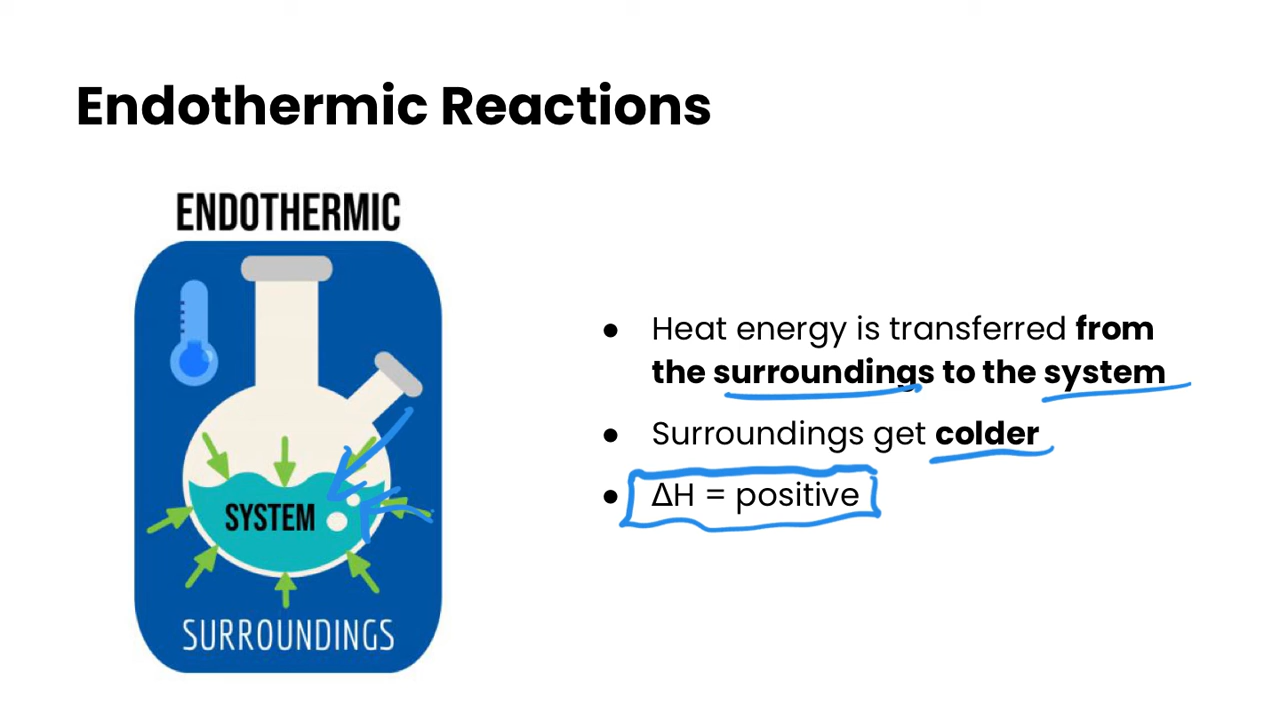 Endothermic Reactions
ENDOTHERMIC
SYSTEM
SURROUNDINGS
● Heat energy is transferred from
the surroundings to the system
● Surroundings get colder
● ΔH = positive